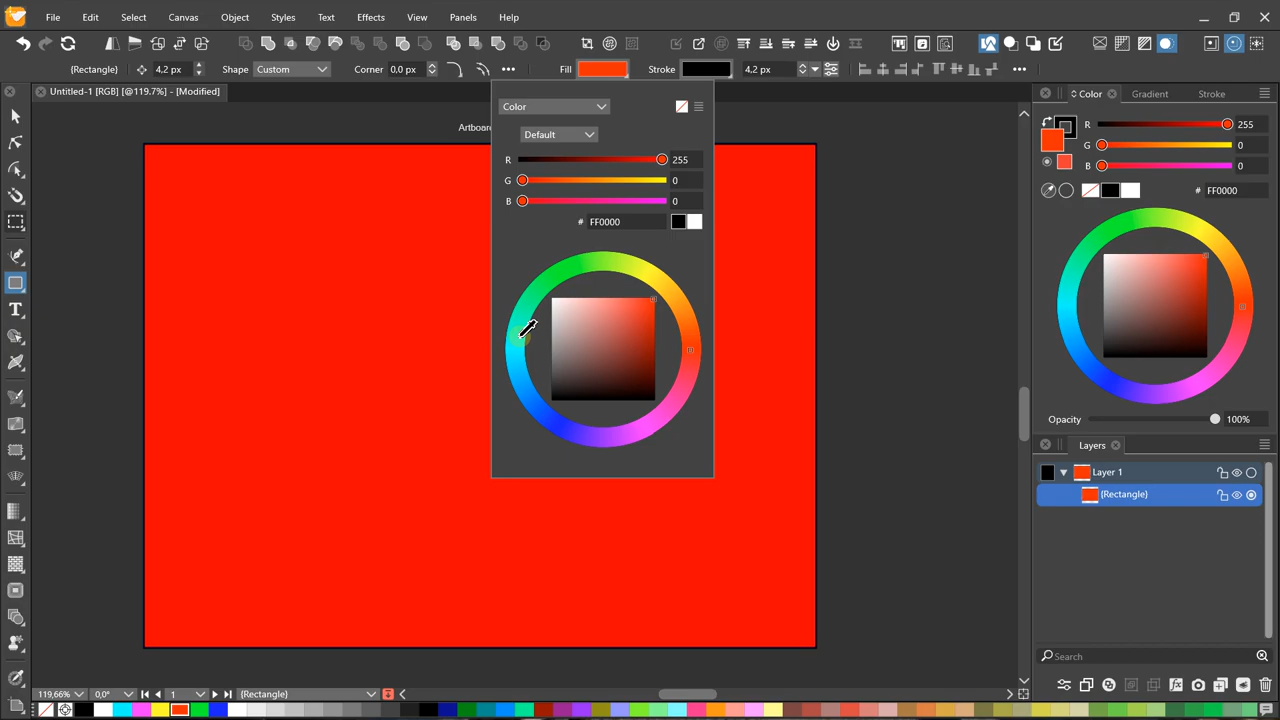 File Edit Select Canvas Object Styles Text Effects View Panels Help
(Rectangle) 4,2 px Shape Custom Corner 0.0 px Fill Stroke 4,2 px
Untitled-1 [RGB] [@119.7%] - [Modified]
Color Gradient Stroke
Color
Artboar
Default
R 255
G 0
B 0
# FF0000
R 255
G 0
B 0
# FF0000
Opacity 100%
Layers
Layer 1
(Rectangle)
Search
119,66% 0,0° 1 (Rectangle)